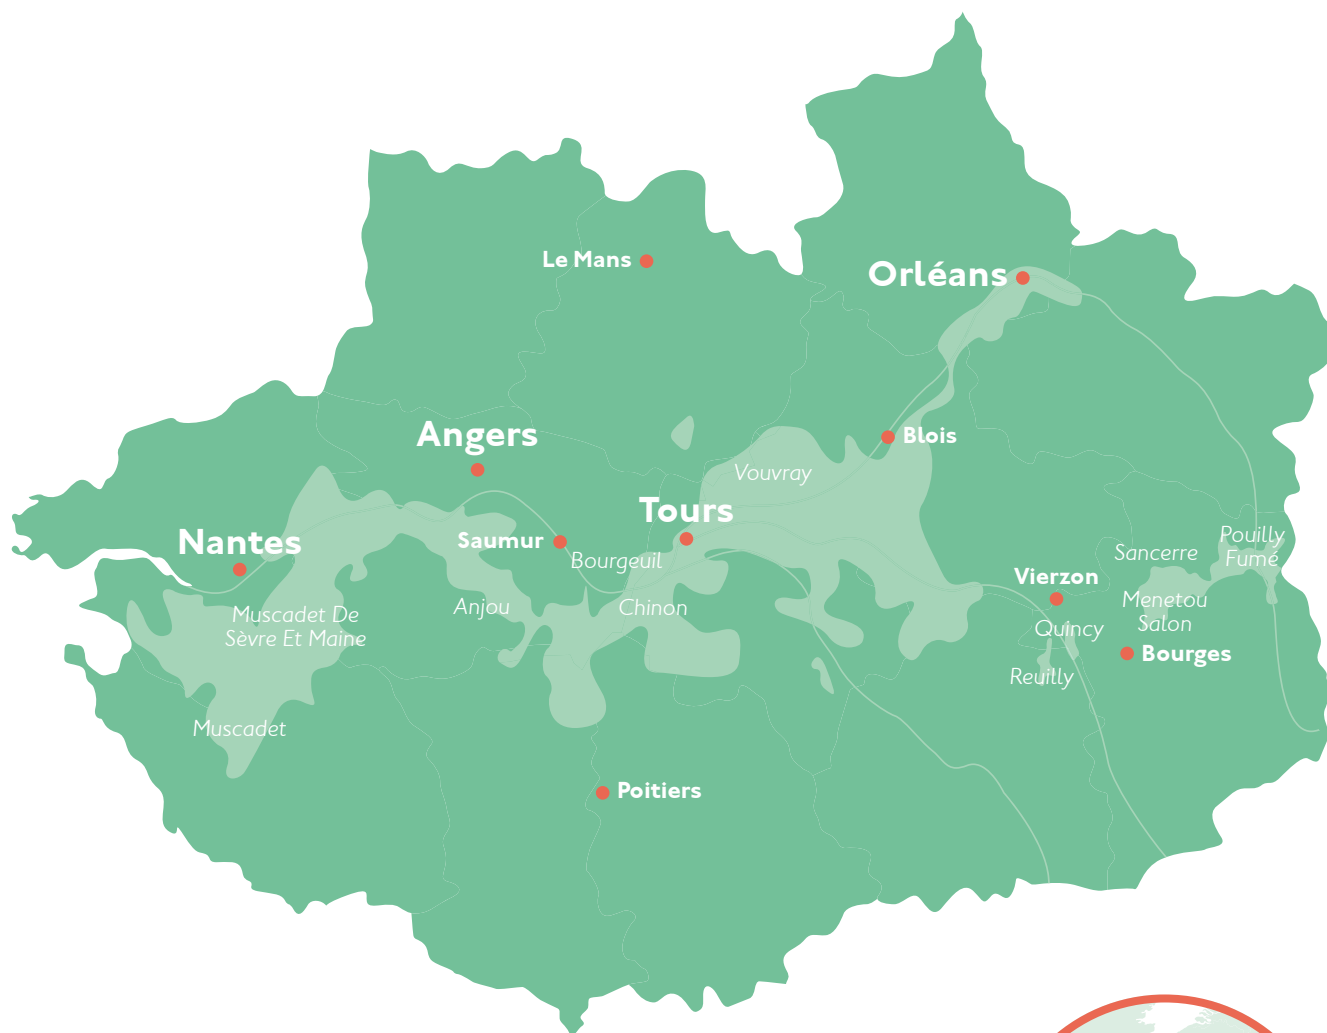 Le Mans
Orléans
Angers
Blois
Vouvray
Tours
Nantes
Saumur
Bourgeuil
Pouilly
Fumé
Sancerre
Vierzon
Anjou
Chinon
Menetou
Salon
Muscadet De
Sèvre Et Maine
Quincy
Bourges
Reuilly
Muscadet
Poitiers